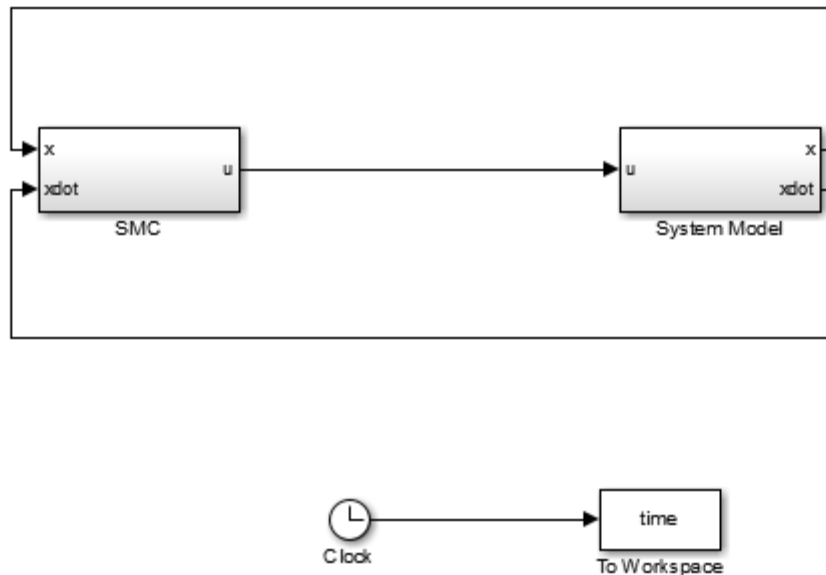 x
u
xdot
SMC
u
x
xdot
System Model
time
Clock
To Workspace